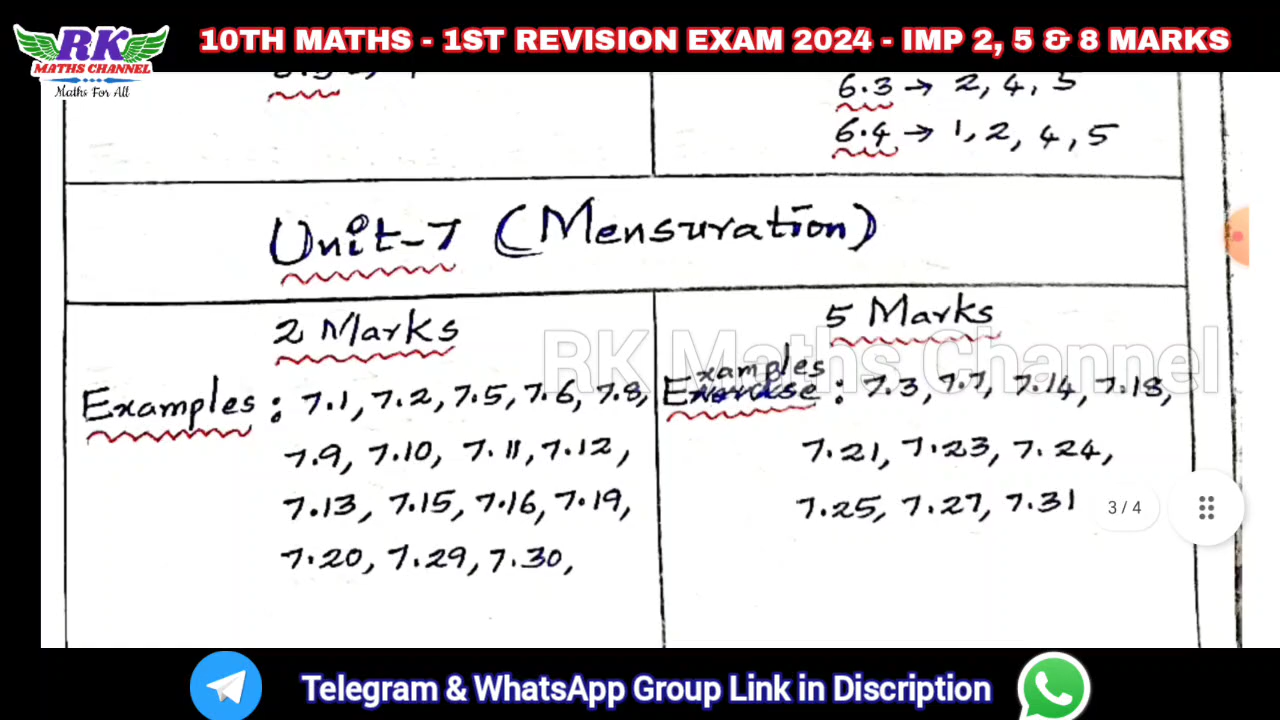 RK
MATHS CHANNEL
Maths For All
10TH MATHS - 1ST REVISION EXAM 2024 - IMP 2, 5 & 8 MARKS
6.3 → 2, 4, 5
6.4 → 1, 2, 4, 5
Unit-7 (Mensuration)
2 Marks
Examples : 7.1, 7.2, 7.5, 7.6, 7.8,
7.9, 7.10, 7.11, 7.12,
7.13, 7.15, 7.16, 7.19,
7.20, 7.29, 7.30,
5 Marks
RK Maths Channel
Examples : 7.3, 7.7, 7.14, 7.18,
7.21, 7.23, 7.24,
7.25, 7.27, 7.31
3 / 4
Telegram & WhatsApp Group Link in Discription